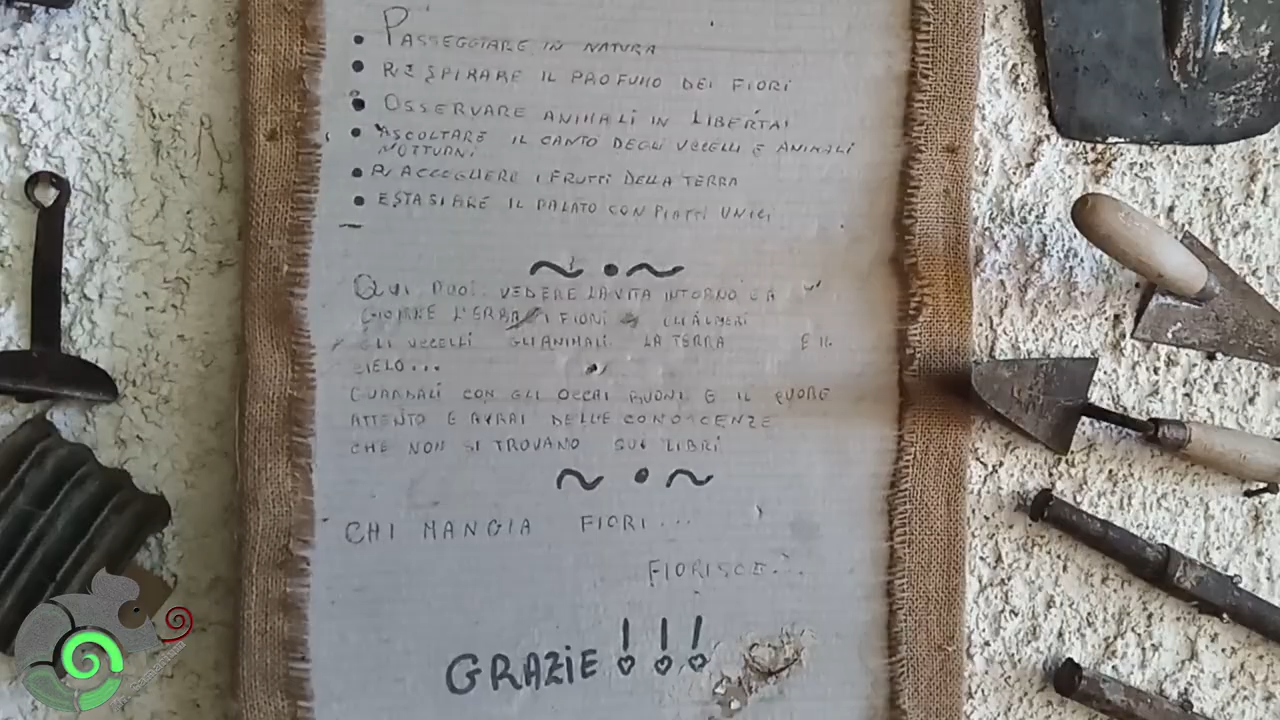 PASSEGGIARE IN NATURA
RESPIRARE IL PROFUMO DEI FIORI
OSSERVARE ANIMALI IN LIBERTAI
ASCOLTARE IL CANTO DEGLI UCCELLI E ANIMALI
NOTTURNI
RIACCOGLIERE I FRUTTI DELLA TERRA
ESTASIARE IL PALATO CON PIATTI UNICI
~ • ~
QUI PUOI VEDERE LA VITA INTORNO
L'ERBA I FIORI GLI ALBERI
GLI UCCELLI GLI ANIMALI LA TERRA E IL
CIELO...
GUARDALI CON GLI OCCHI BUONI E IL CUORE
ATTENTO E AVRAI DELLE CONOSCENZE
CHE NON SI TROVANO SUI LIBRI
~ • ~
CHI MANGIA FIORI...
FIORISCE...
GRAZIE !!!